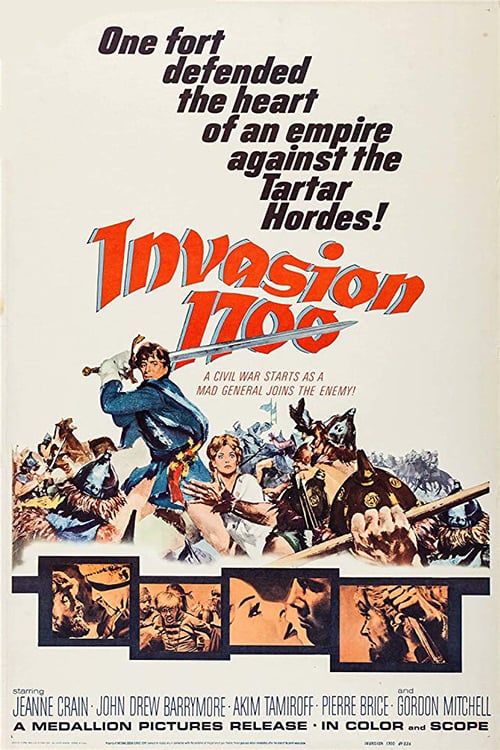 One fort
defended
the heart
of an empire
against the
Tartar
Hordes!
Invasion
1700
A CIVIL WAR STARTS AS A
MAD GENERAL JOINS THE ENEMY!
starring
JEANNE CRAIN · JOHN DREW BARRYMORE · AKIM TAMIROFF · PIERRE BRICE · and GORDON MITCHELL
A MEDALLION PICTURES RELEASE · IN COLOR and SCOPE
INVASION 1700